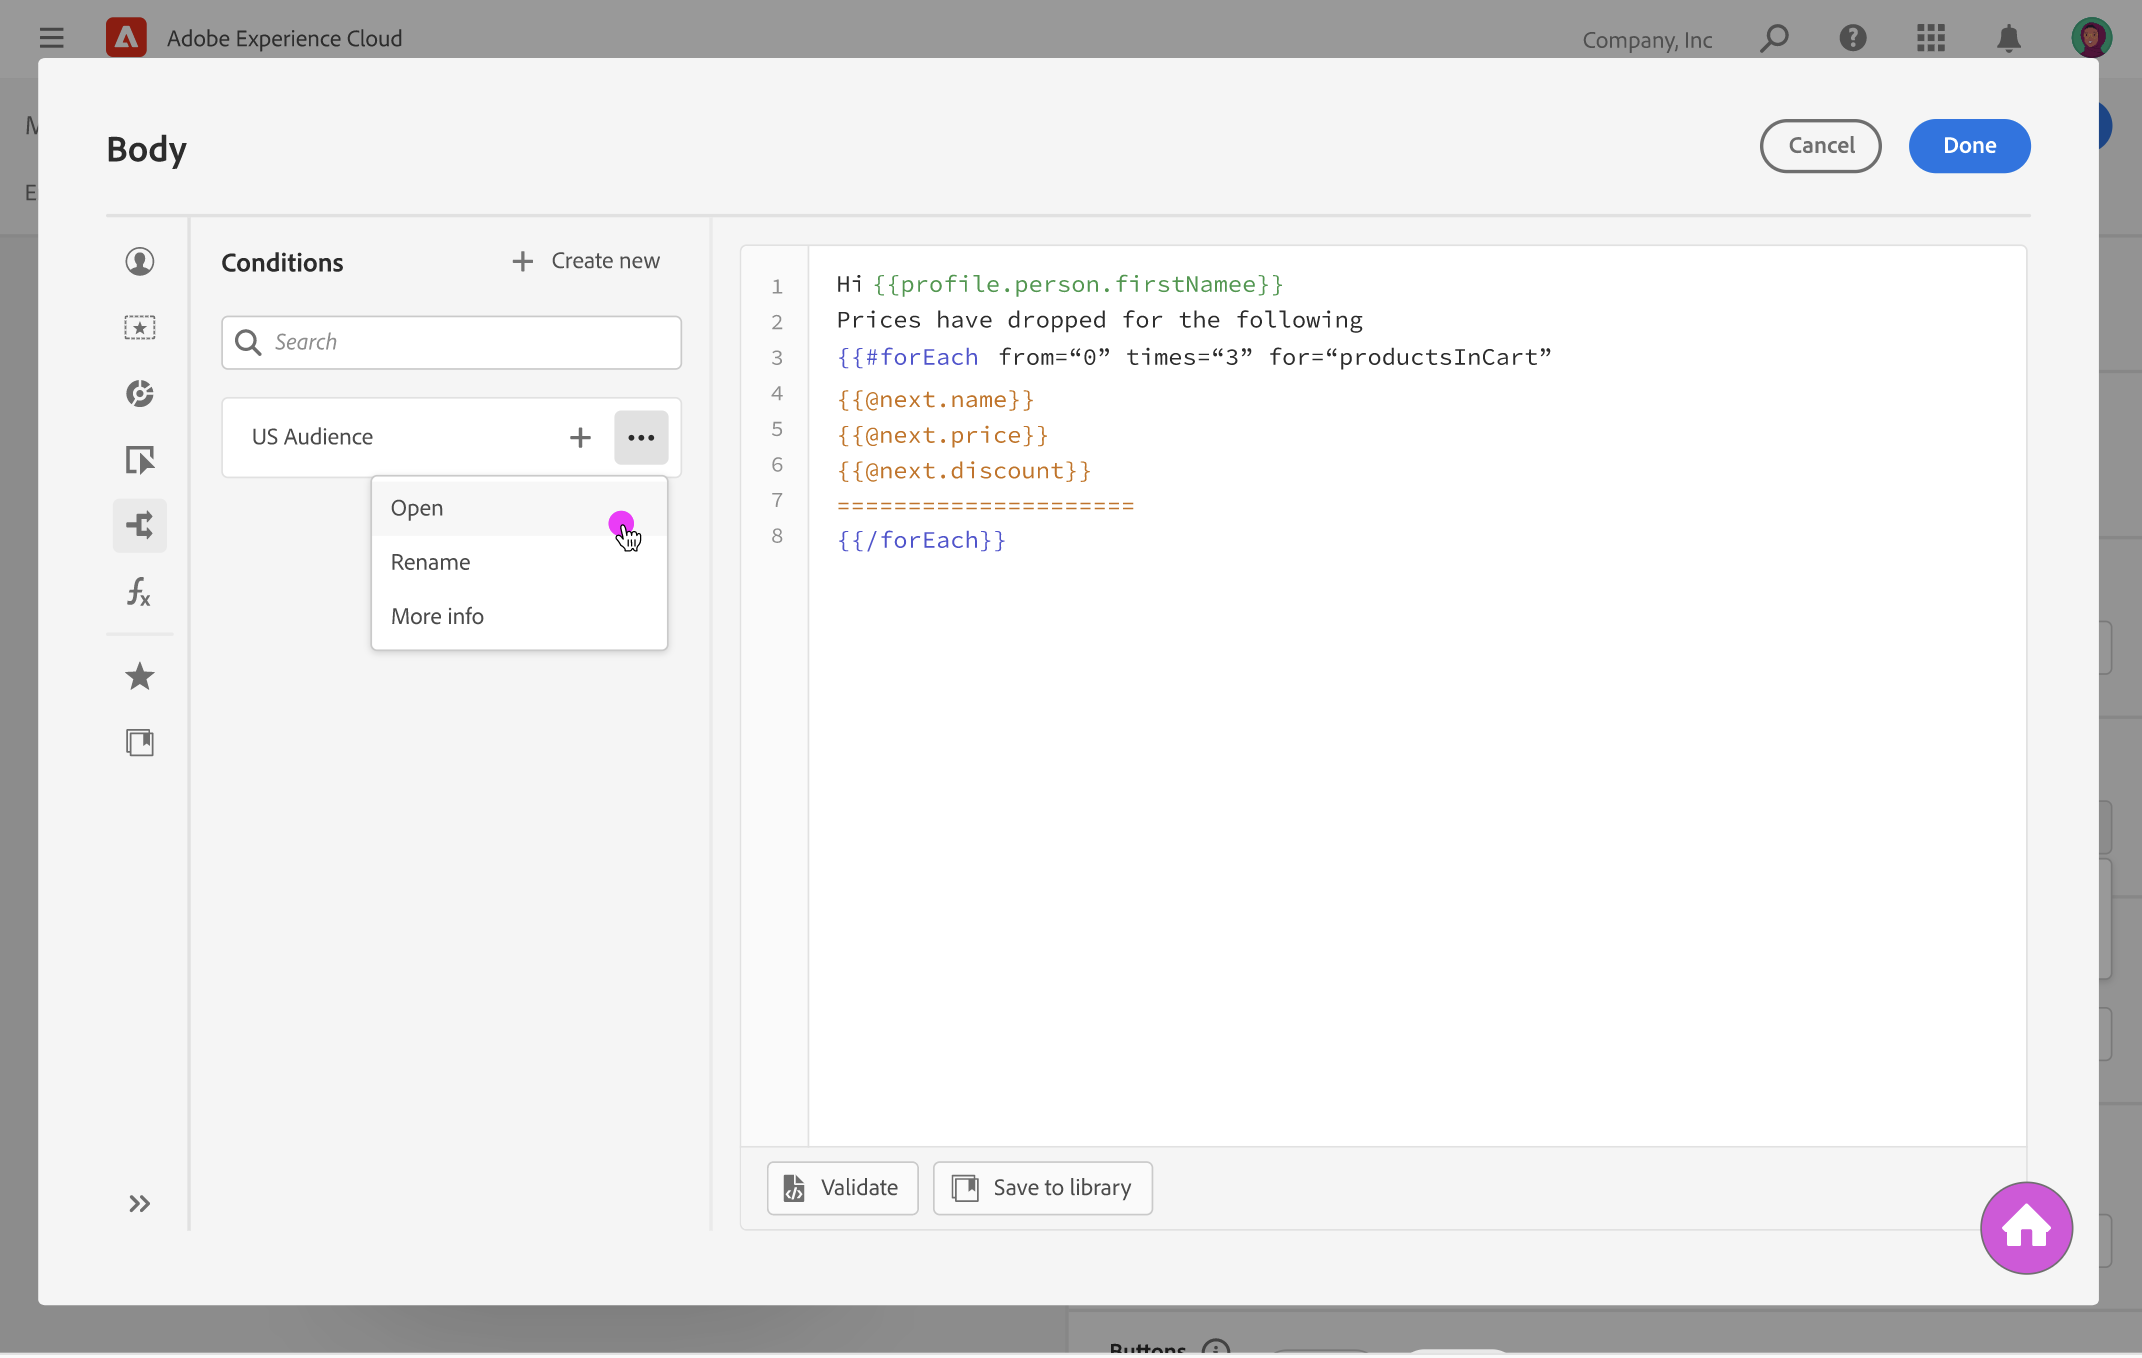 Adobe Experience Cloud
Company, Inc
Body
Cancel
Done
Conditions
Create new
Search
US Audience
Open
Rename
More info
1 Hi {{profile.person.firstNamee}}
2 Prices have dropped for the following
3 {{#forEach from=“0” times=“3” for=“productsInCart”
4 {{@next.name}}
5 {{@next.price}}
6 {{@next.discount}}
7 =====================
8 {{/forEach}}
Validate
Save to library
Buttons